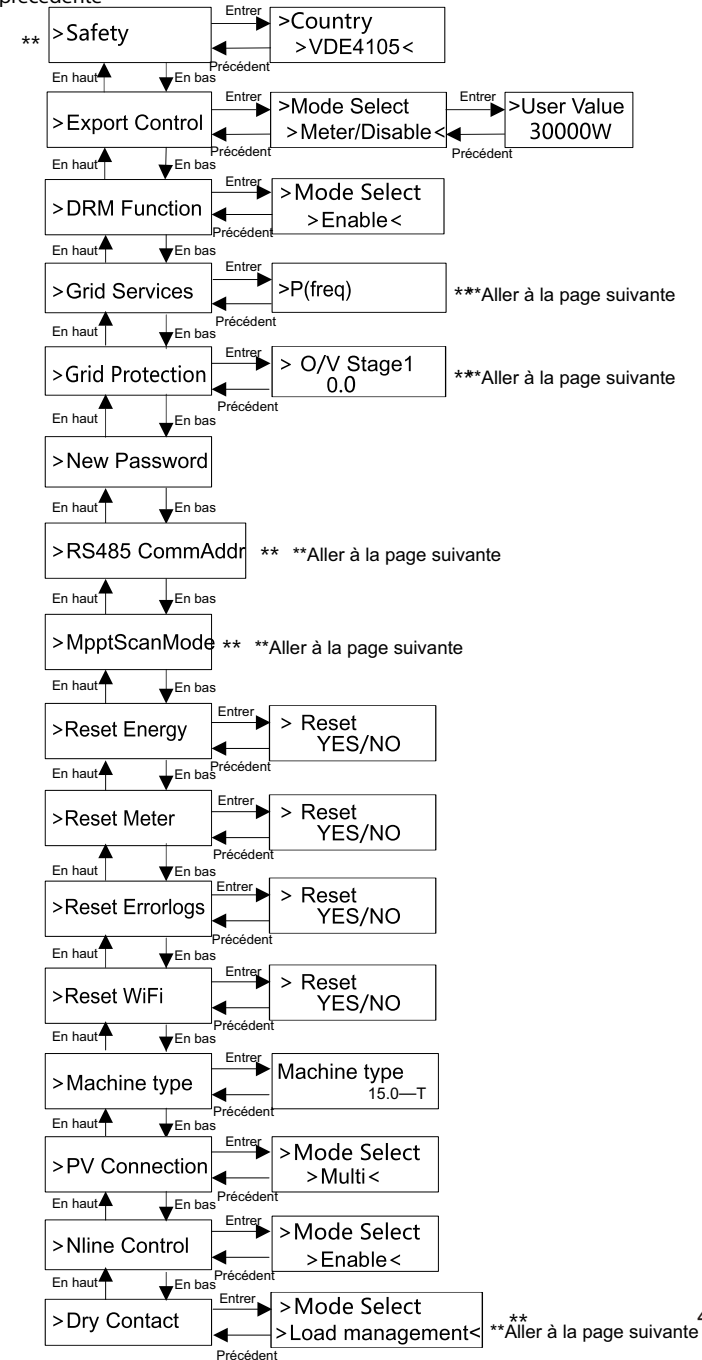 précédente
Entrer
>Safety
>Country
>VDE4105<
**
Précédent
En haut
En bas
Entrer
Entrer
>Export Control
>Mode Select
>Meter/Disable<
>User Value
30000W
Précédent
Précédent
En haut
En bas
Entrer
>DRM Function
>Mode Select
>Enable<
Précédent
En haut
En bas
Entrer
>Grid Services
>P(freq)
****Aller à la page suivante
Précédent
En haut
En bas
Entrer
>Grid Protection
> O/V Stage1
0.0
****Aller à la page suivante
Précédent
En haut
En bas
>New Password
En haut
En bas
>RS485 CommAddr
** **Aller à la page suivante
En haut
En bas
>MpptScanMode
** **Aller à la page suivante
En haut
En bas
Entrer
>Reset Energy
> Reset
YES/NO
Précédent
En haut
En bas
Entrer
>Reset Meter
> Reset
YES/NO
Précédent
En haut
En bas
Entrer
>Reset Errorlogs
> Reset
YES/NO
Précédent
En haut
En bas
Entrer
>Reset WiFi
> Reset
YES/NO
Précédent
En haut
En bas
Entrer
>Machine type
Machine type
15.0—T
Précédent
En haut
En bas
Entrer
>PV Connection
>Mode Select
>Multi<
Précédent
En haut
En bas
Entrer
>Nline Control
>Mode Select
>Enable<
Précédent
En haut
En bas
Entrer
>Dry Contact
>Mode Select
>Load management<
**
**Aller à la page suivante
Précédent